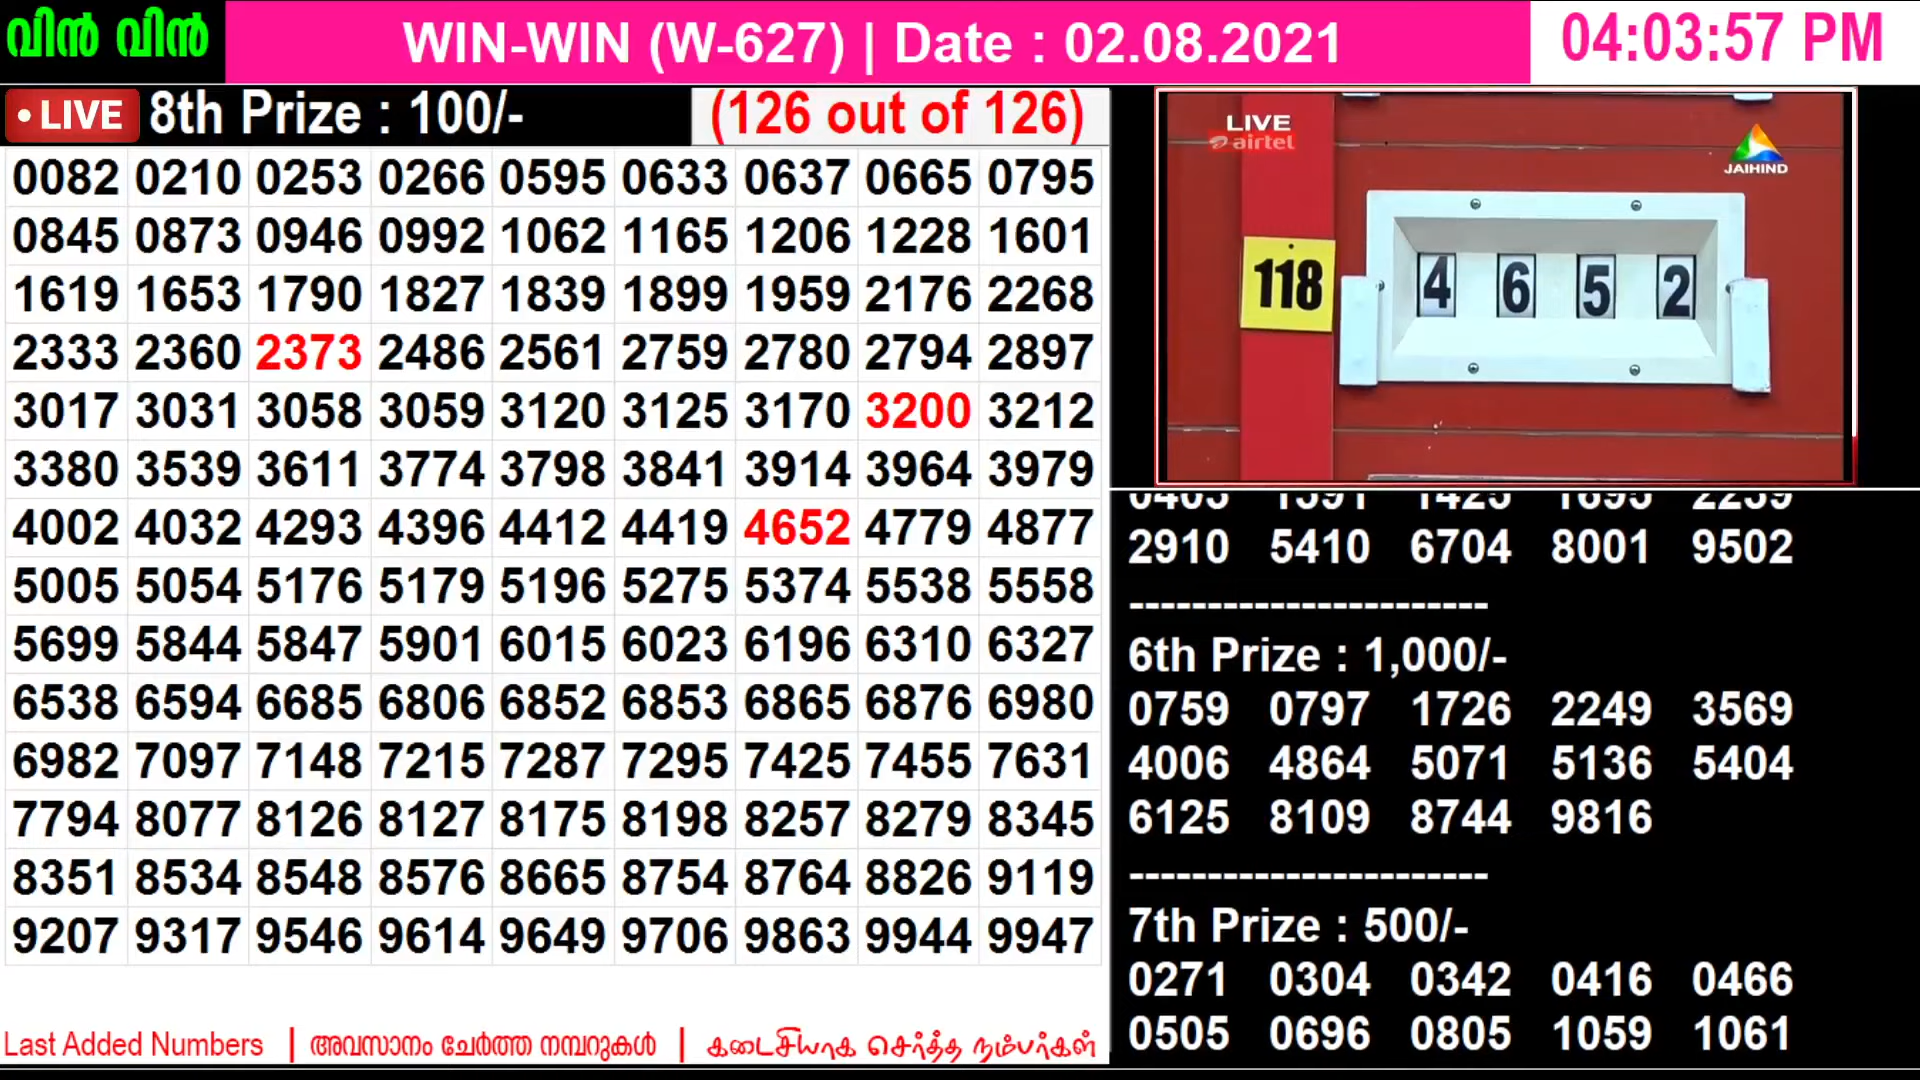 വിൻ വിൻ WIN-WIN (W-627) | Date : 02.08.2021 04:03:57 PM
• LIVE 8th Prize : 100/- (126 out of 126)
0082 0210 0253 0266 0595 0633 0637 0665 0795
0845 0873 0946 0992 1062 1165 1206 1228 1601
1619 1653 1790 1827 1839 1899 1959 2176 2268
2333 2360 2373 2486 2561 2759 2780 2794 2897
3017 3031 3058 3059 3120 3125 3170 3200 3212
3380 3539 3611 3774 3798 3841 3914 3964 3979
4002 4032 4293 4396 4412 4419 4652 4779 4877
5005 5054 5176 5179 5196 5275 5374 5538 5558
5699 5844 5847 5901 6015 6023 6196 6310 6327
6538 6594 6685 6806 6852 6853 6865 6876 6980
6982 7097 7148 7215 7287 7295 7425 7455 7631
7794 8077 8126 8127 8175 8198 8257 8279 8345
8351 8534 8548 8576 8665 8754 8764 8826 9119
9207 9317 9546 9614 9649 9706 9863 9944 9947
Last Added Numbers | അവസാനം ചേർത്ത നമ്പറുകൾ | கடைசியாக சேர்த்த நம்பர்கள்
LIVE
airtel
JAIHIND
118 4 6 5 2
2910 5410 6704 8001 9502
-----------------------
6th Prize : 1,000/-
0759 0797 1726 2249 3569
4006 4864 5071 5136 5404
6125 8109 8744 9816
-----------------------
7th Prize : 500/-
0271 0304 0342 0416 0466
0505 0696 0805 1059 1061